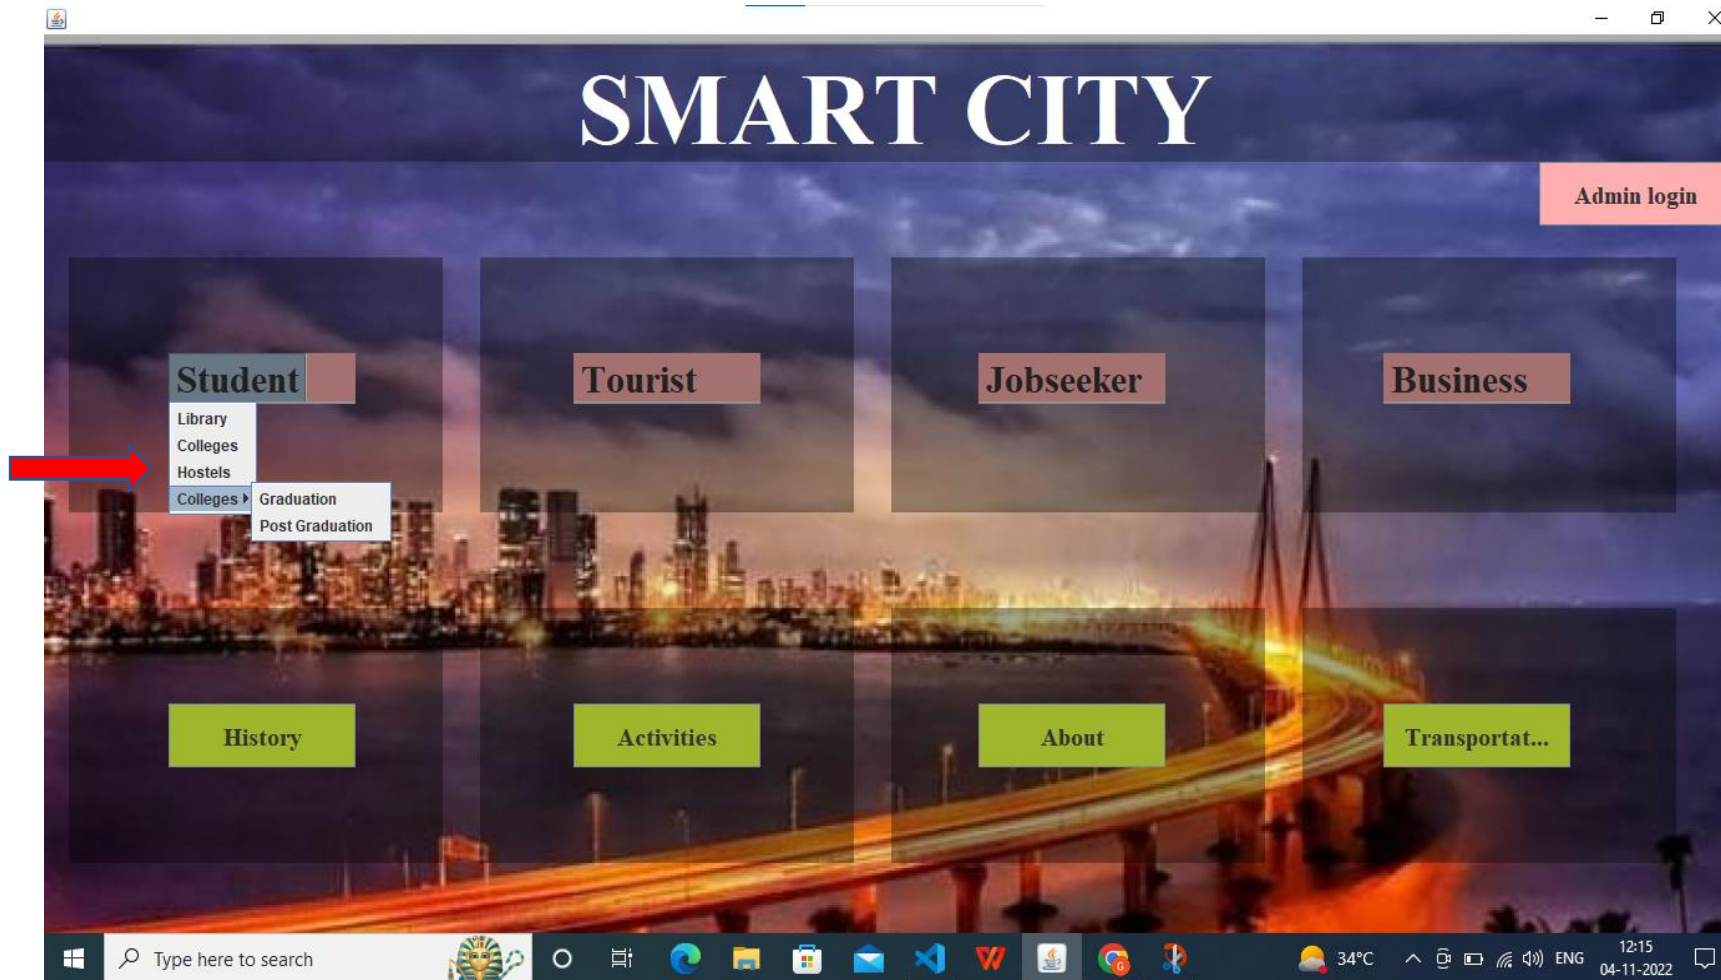 SMART CITY
Admin login
Student
Tourist
Jobseeker
Business
Library
Colleges
Hostels
Colleges
Graduation
Post Graduation
History
Activities
About
Transportat...
Type here to search
34°C
ENG
12:15
04-11-2022